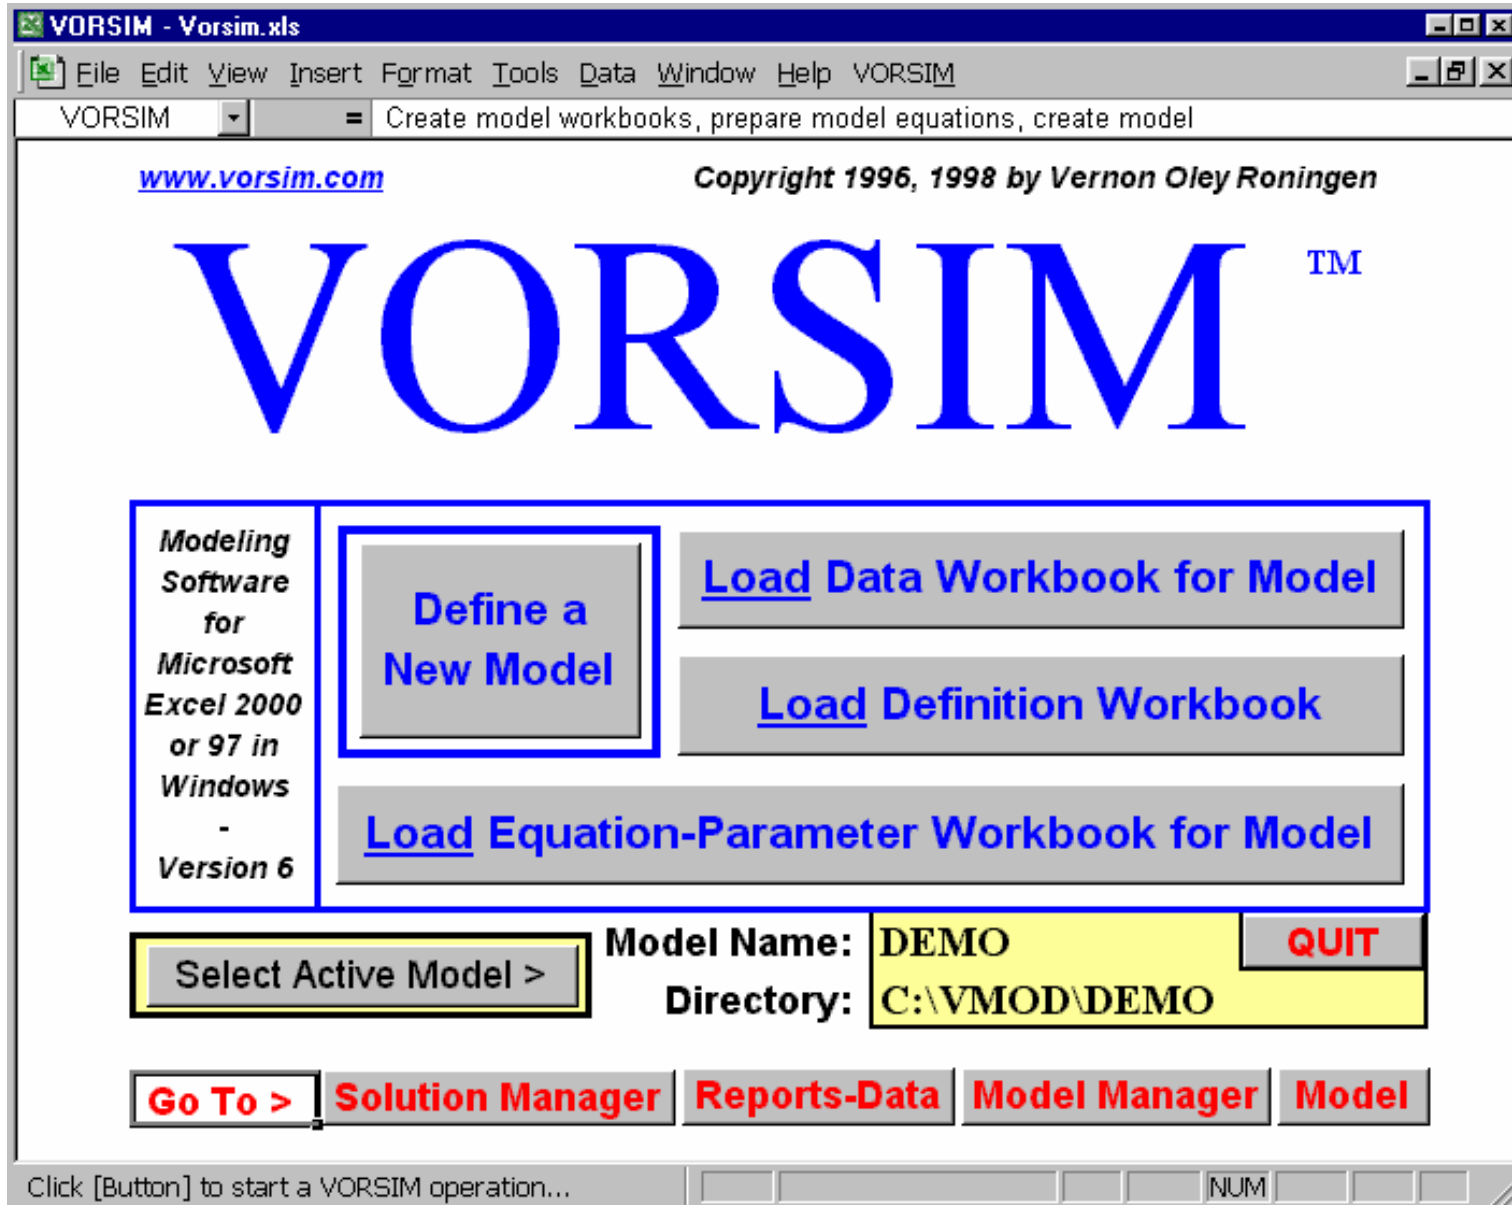 VORSIM - Vorsim.xls
File Edit View Insert Format Tools Data Window Help VORSIM
VORSIM = Create model workbooks, prepare model equations, create model
www.vorsim.com Copyright 1996, 1998 by Vernon Oley Roningen
VORSIM TM
Modeling
Software
for
Microsoft
Excel 2000
or 97 in
Windows
-
Version 6
Define a
New Model
Load Data Workbook for Model
Load Definition Workbook
Load Equation-Parameter Workbook for Model
Select Active Model >
Model Name: DEMO QUIT
Directory: C:\VMOD\DEMO
Go To > Solution Manager Reports-Data Model Manager Model
Click [Button] to start a VORSIM operation... NUM